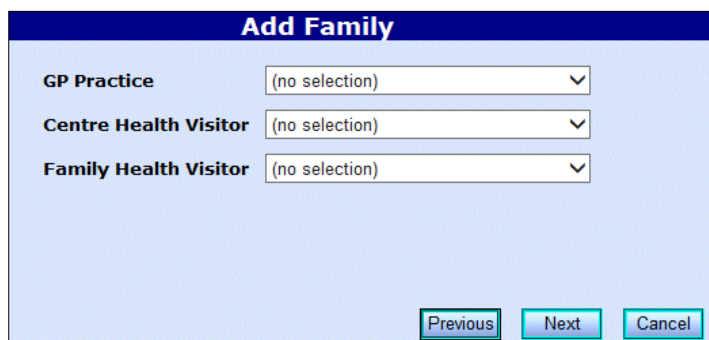 Add Family
GP Practice (no selection)
Centre Health Visitor (no selection)
Family Health Visitor (no selection)
Previous Next Cancel